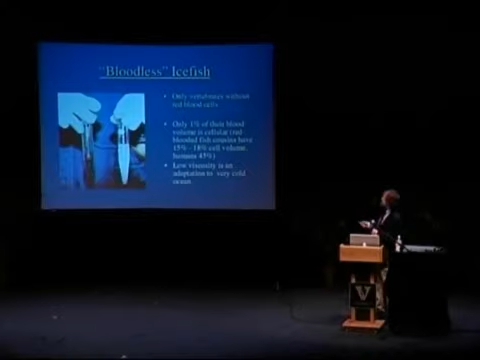 "Bloodless" Icefish
• Only vertebrates without
red blood cells
• Only 1% of their blood
volume is cellular (red-
blooded fish cousins have
15% - 18% cell volume,
humans 45%)
• Low viscosity is an
adaptation to very cold
ocean
V